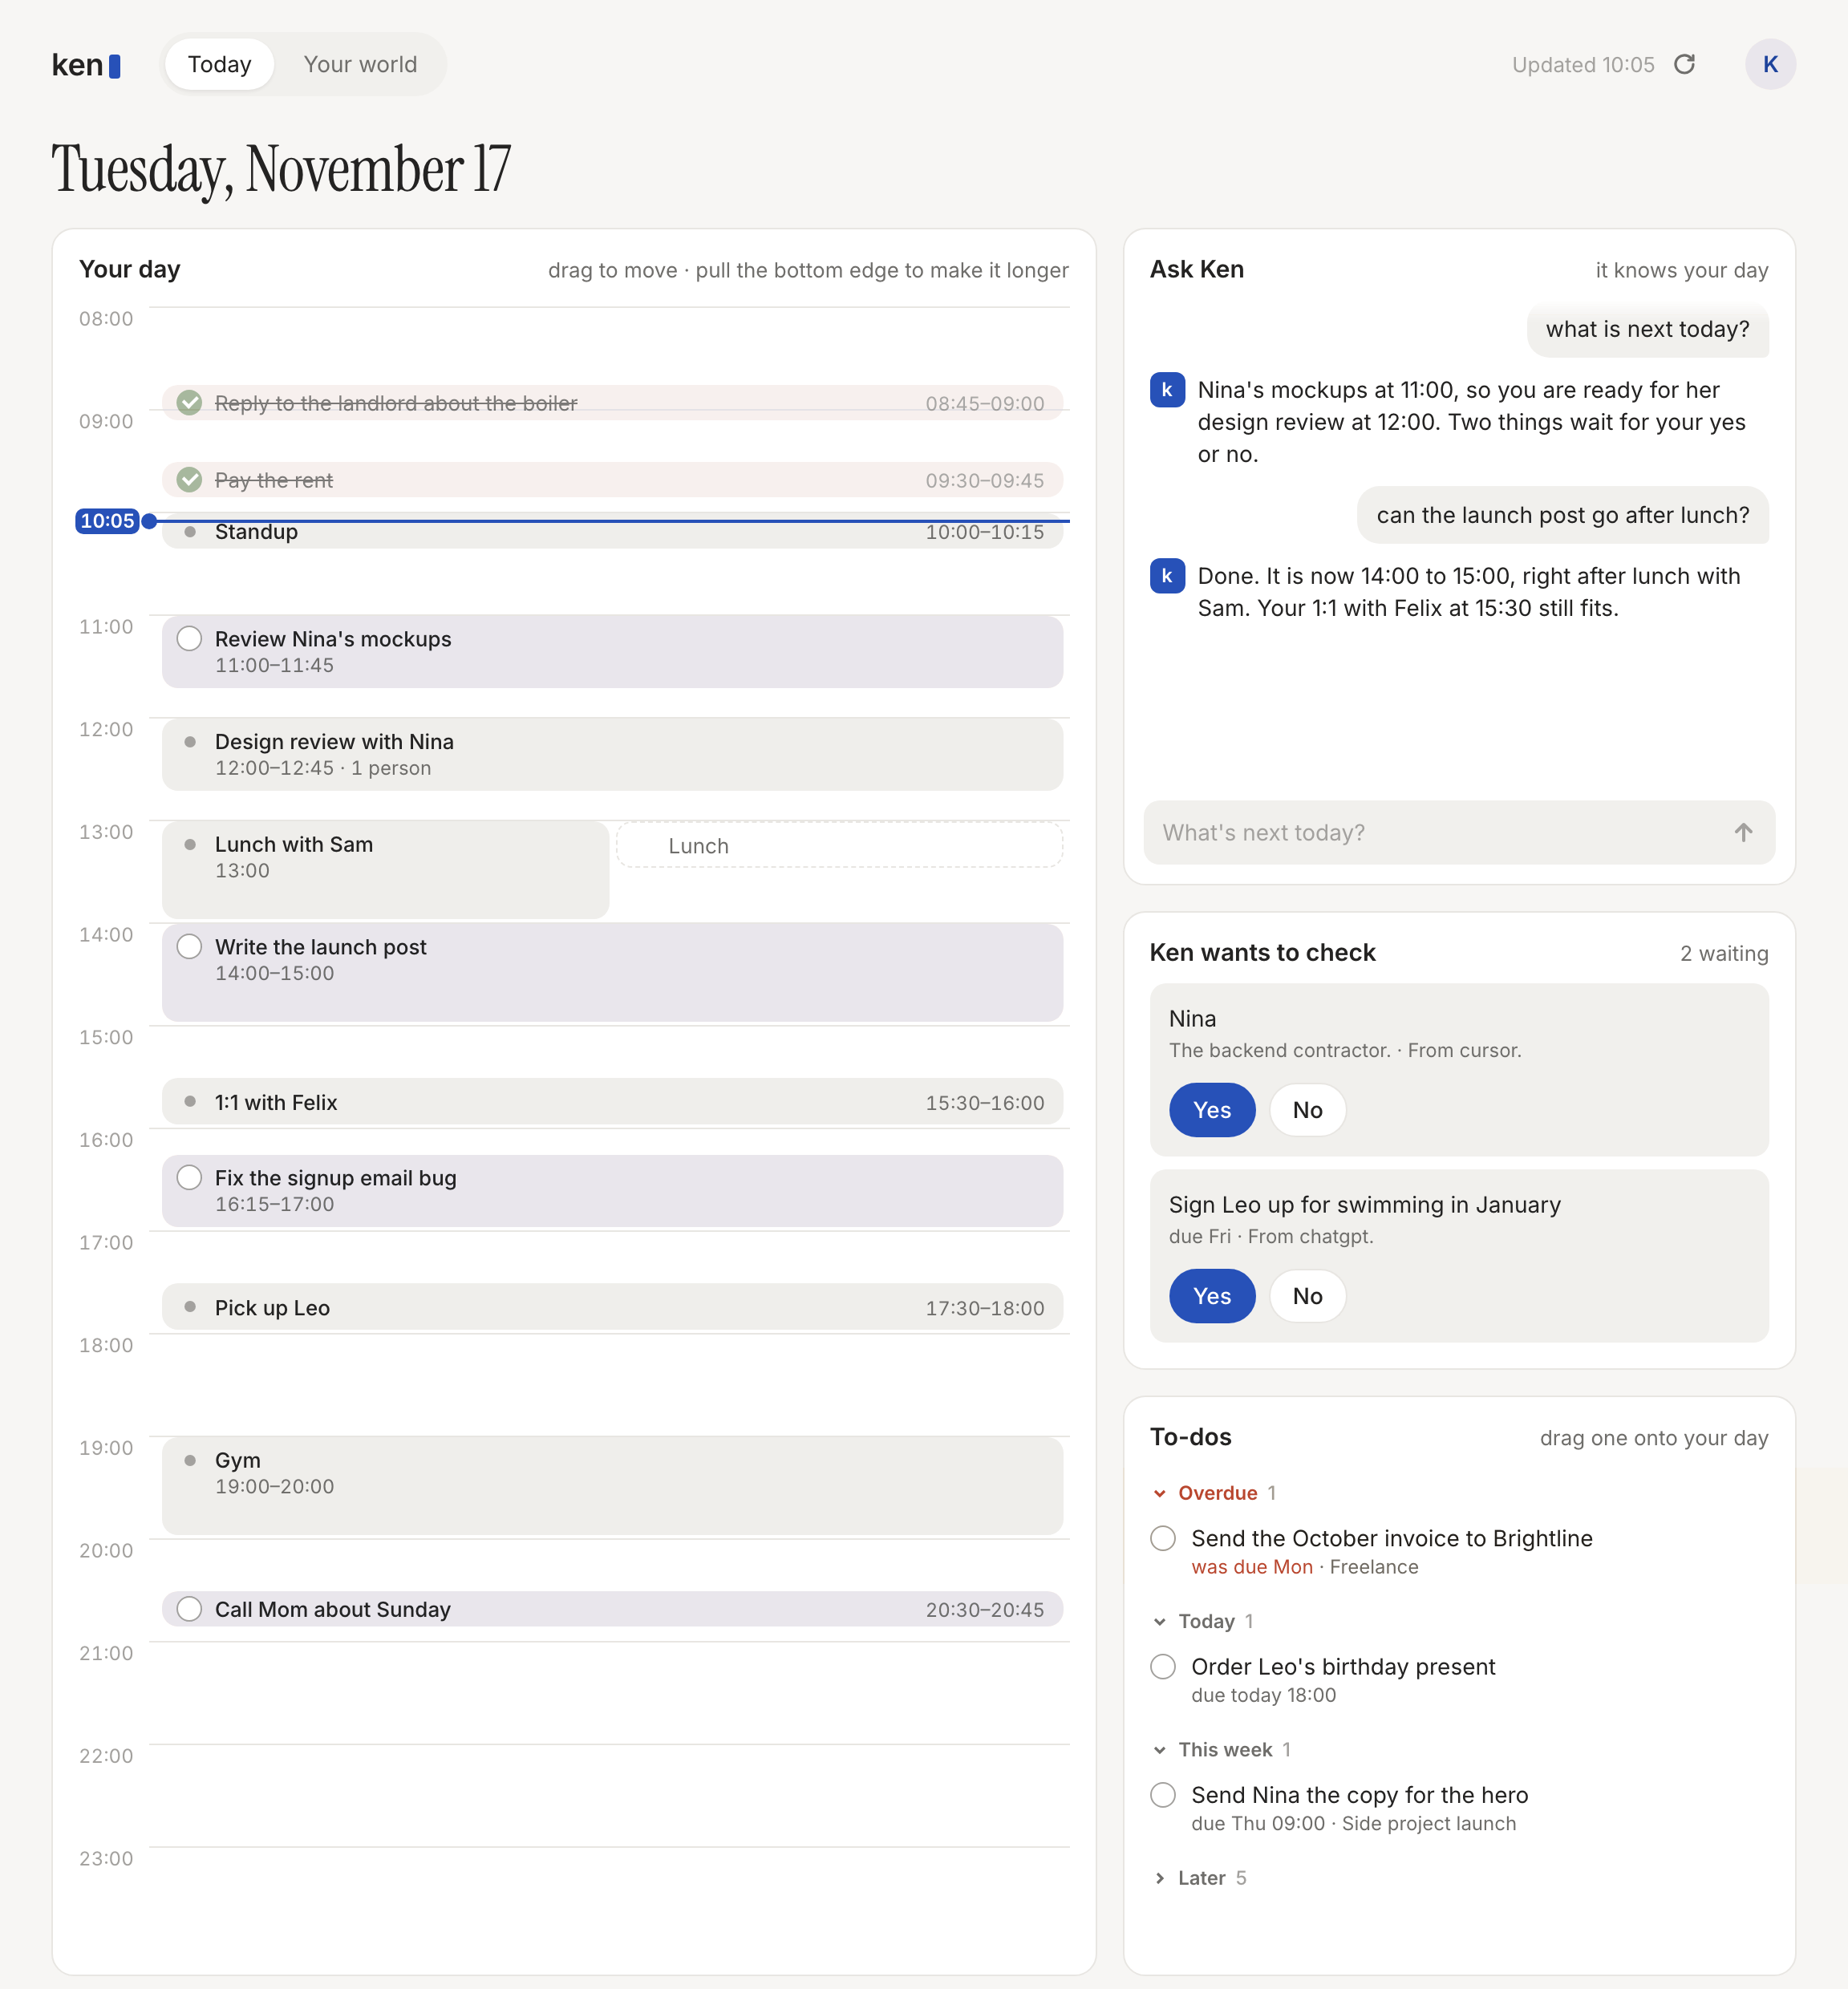 ken
Today
Your world
Updated 10:05
K
Tuesday, November 17
Your day
drag to move · pull the bottom edge to make it longer
08:00
Reply to the landlord about the boiler
08:45–09:00
09:00
Pay the rent
09:30–09:45
10:05
Standup
10:00–10:15
11:00
Review Nina's mockups
11:00–11:45
12:00
Design review with Nina
12:00–12:45 · 1 person
13:00
Lunch with Sam
13:00
Lunch
14:00
Write the launch post
14:00–15:00
15:00
1:1 with Felix
15:30–16:00
16:00
Fix the signup email bug
16:15–17:00
17:00
Pick up Leo
17:30–18:00
18:00
19:00
Gym
19:00–20:00
20:00
Call Mom about Sunday
20:30–20:45
21:00
22:00
23:00
Ask Ken
it knows your day
what is next today?
k
Nina's mockups at 11:00, so you are ready for her
design review at 12:00. Two things wait for your yes
or no.
can the launch post go after lunch?
k
Done. It is now 14:00 to 15:00, right after lunch with
Sam. Your 1:1 with Felix at 15:30 still fits.
What's next today?
Ken wants to check
2 waiting
Nina
The backend contractor. · From cursor.
Yes
No
Sign Leo up for swimming in January
due Fri · From chatgpt.
Yes
No
To-dos
drag one onto your day
Overdue 1
Send the October invoice to Brightline
was due Mon · Freelance
Today 1
Order Leo's birthday present
due today 18:00
This week 1
Send Nina the copy for the hero
due Thu 09:00 · Side project launch
Later 5